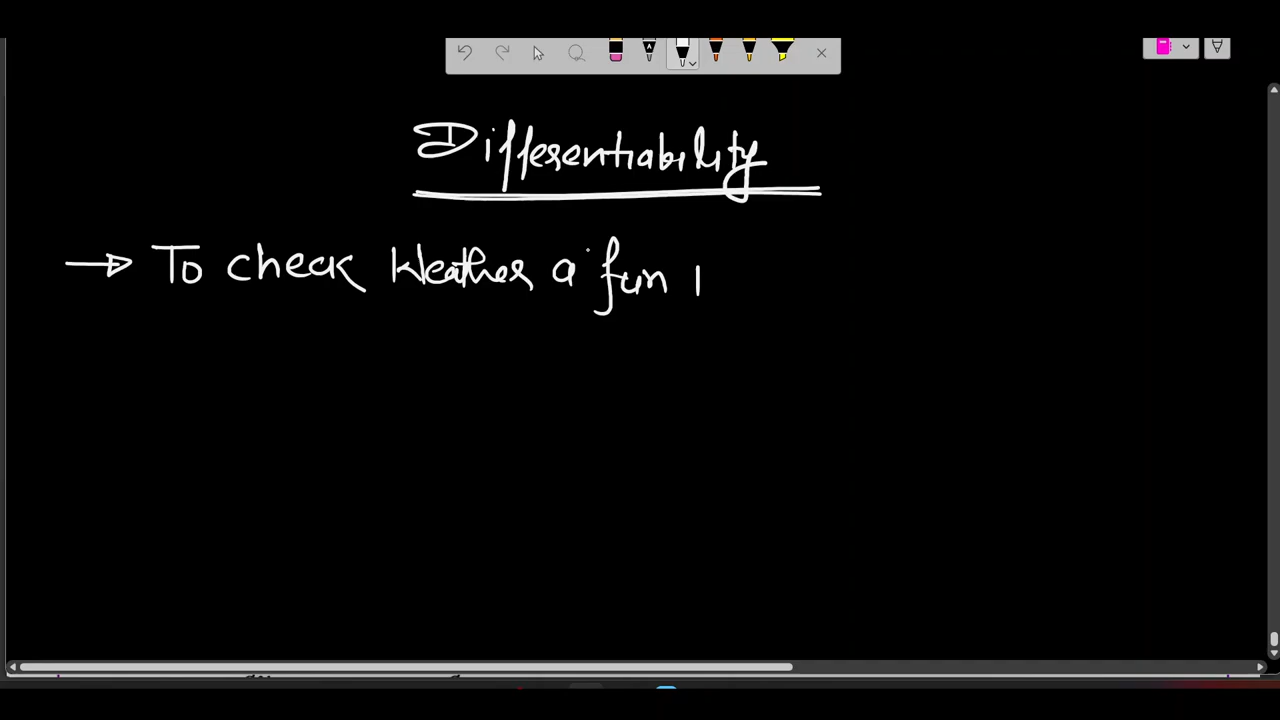 Differentiability
→ To check Weather a fun